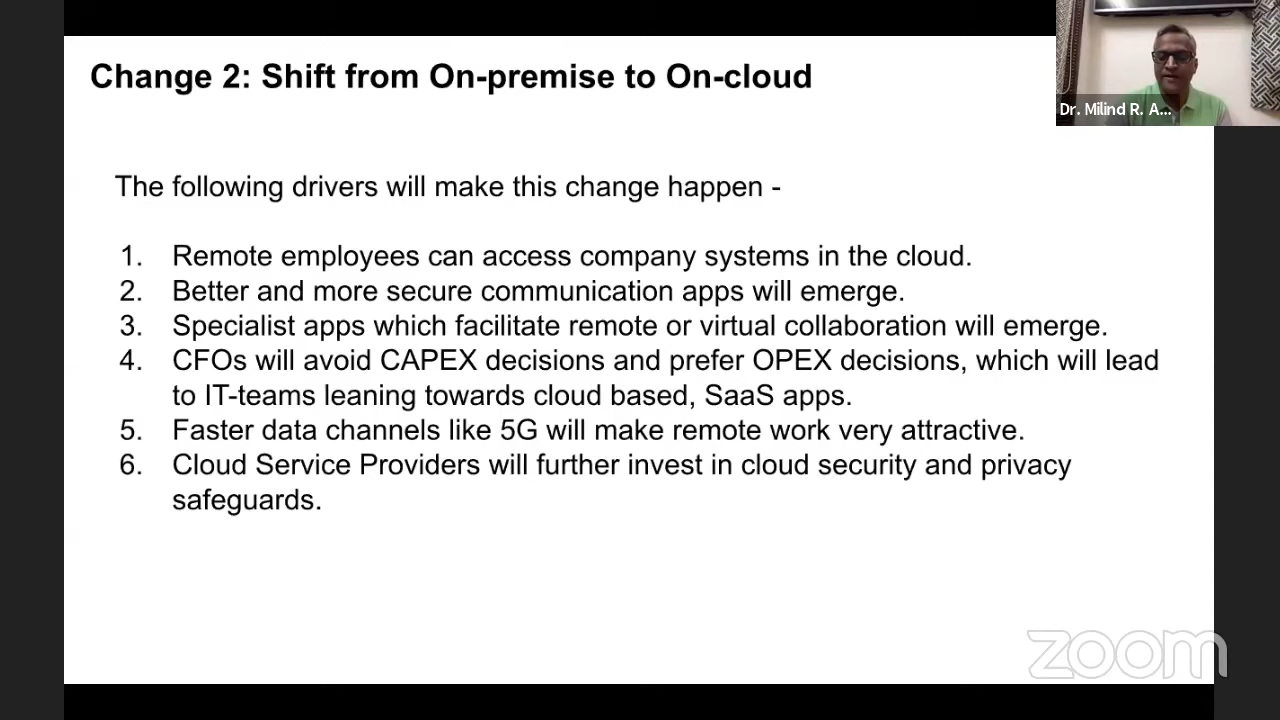 Change 2: Shift from On-premise to On-cloud
Dr. Milind R. A...
The following drivers will make this change happen -
1. Remote employees can access company systems in the cloud.
2. Better and more secure communication apps will emerge.
3. Specialist apps which facilitate remote or virtual collaboration will emerge.
4. CFOs will avoid CAPEX decisions and prefer OPEX decisions, which will lead
to IT-teams leaning towards cloud based, SaaS apps.
5. Faster data channels like 5G will make remote work very attractive.
6. Cloud Service Providers will further invest in cloud security and privacy
safeguards.
zoom